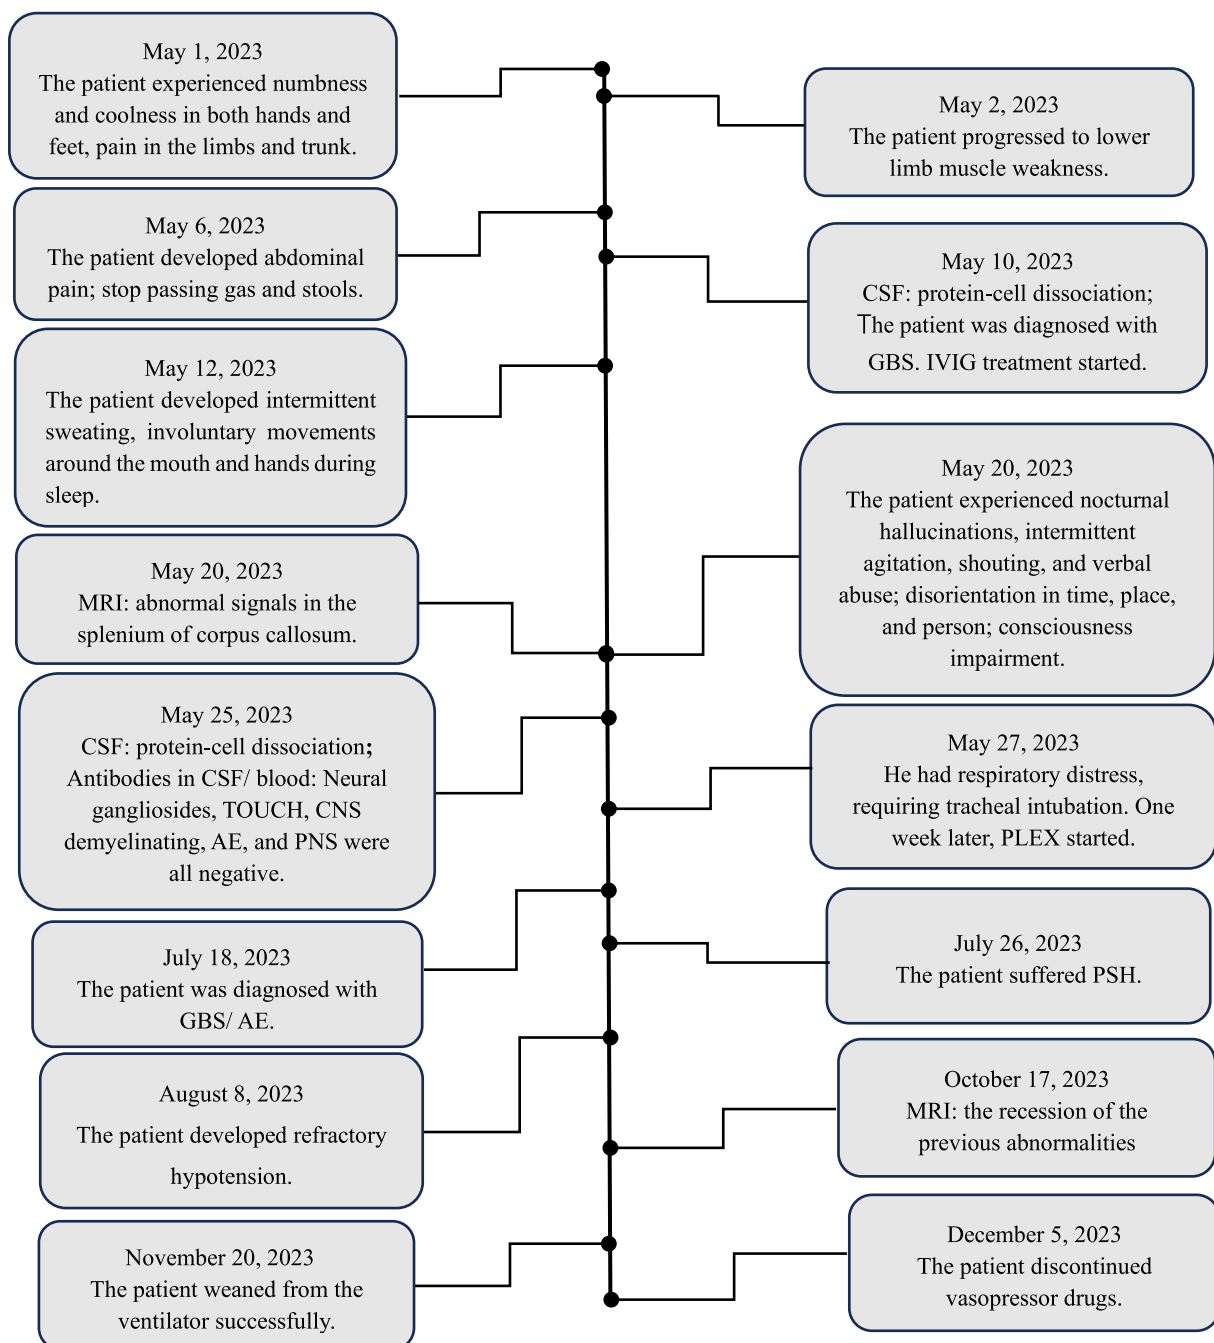 May 1, 2023
The patient experienced numbness
and coolness in both hands and
feet, pain in the limbs and trunk.
May 2, 2023
The patient progressed to lower
limb muscle weakness.
May 6, 2023
The patient developed abdominal
pain; stop passing gas and stools.
May 10, 2023
CSF: protein-cell dissociation;
The patient was diagnosed with
GBS. IVIG treatment started.
May 12, 2023
The patient developed intermittent
sweating, involuntary movements
around the mouth and hands during
sleep.
May 20, 2023
The patient experienced nocturnal
hallucinations, intermittent
agitation, shouting, and verbal
abuse; disorientation in time, place,
and person; consciousness
impairment.
May 20, 2023
MRI: abnormal signals in the
splenium of corpus callosum.
May 25, 2023
CSF: protein-cell dissociation;
Antibodies in CSF/ blood: Neural
gangliosides, TOUCH, CNS
demyelinating, AE, and PNS were
all negative.
May 27, 2023
He had respiratory distress,
requiring tracheal intubation. One
week later, PLEX started.
July 18, 2023
The patient was diagnosed with
GBS/ AE.
July 26, 2023
The patient suffered PSH.
August 8, 2023
The patient developed refractory
hypotension.
October 17, 2023
MRI: the recession of the
previous abnormalities
November 20, 2023
The patient weaned from the
ventilator successfully.
December 5, 2023
The patient discontinued
vasopressor drugs.